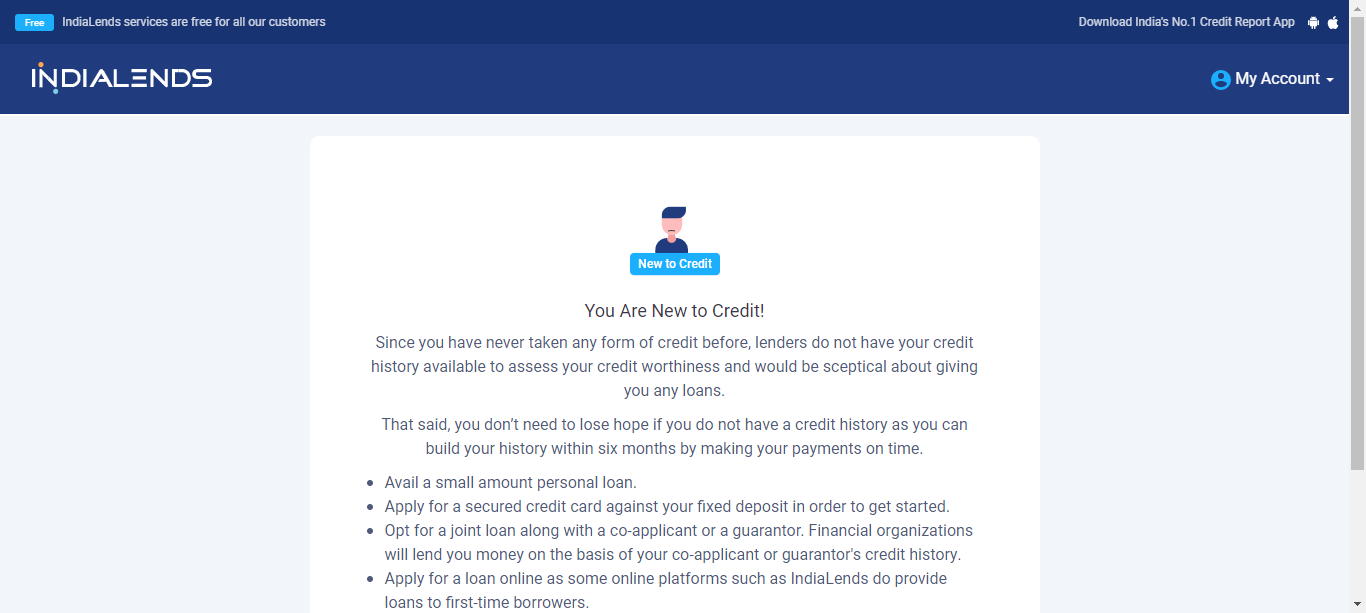 Free IndiaLends services are free for all our customers Download India's No.1 Credit Report App
INDIALENDS My Account
New to Credit
You Are New to Credit!
Since you have never taken any form of credit before, lenders do not have your credit
history available to assess your credit worthiness and would be sceptical about giving
you any loans.
That said, you don’t need to lose hope if you do not have a credit history as you can
build your history within six months by making your payments on time.
Avail a small amount personal loan.
Apply for a secured credit card against your fixed deposit in order to get started.
Opt for a joint loan along with a co-applicant or a guarantor. Financial organizations
will lend you money on the basis of your co-applicant or guarantor's credit history.
Apply for a loan online as some online platforms such as IndiaLends do provide
loans to first-time borrowers.